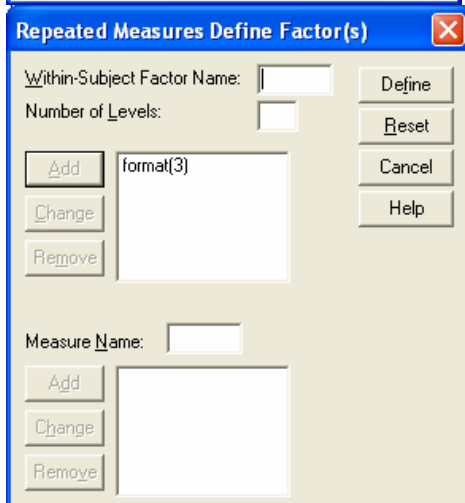 Repeated Measures Define Factor(s)
Within-Subject Factor Name:
Define
Number of Levels:
Reset
Add
format(3)
Cancel
Change
Help
Remove
Measure Name:
Add
Change
Remove